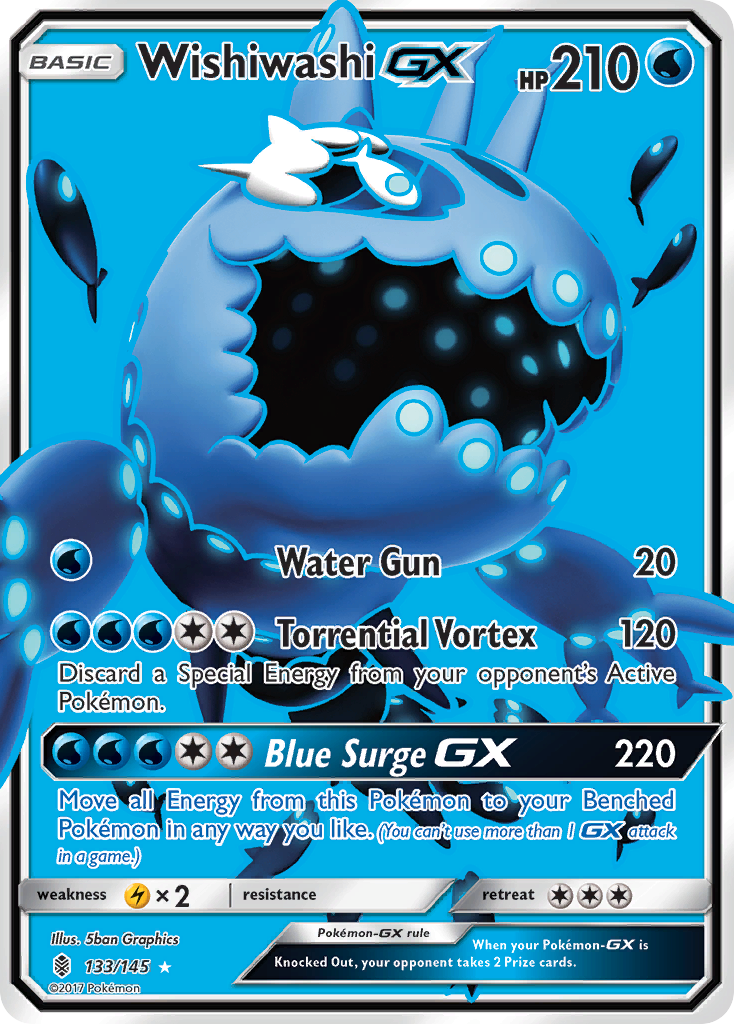 BASIC Wishiwashi GX HP 210
Water Gun 20
Torrential Vortex 120
Discard a Special Energy from your opponent's Active
Pokémon.
Blue Surge GX 220
Move all Energy from this Pokémon to your Benched
Pokémon in any way you like. (You can't use more than 1 GX attack
in a game.)
weakness ×2 resistance retreat
Illus. 5ban Graphics
133/145
©2017 Pokémon
Pokémon-GX rule
When your Pokémon-GX is
Knocked Out, your opponent takes 2 Prize cards.